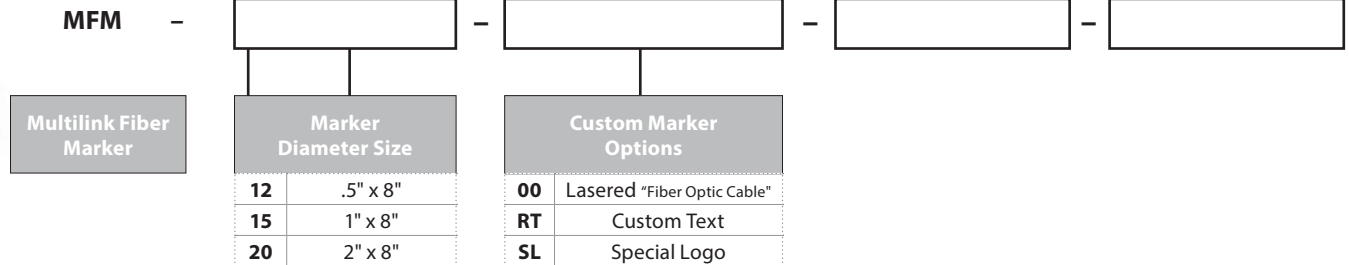 MFM – – – –
Multilink Fiber
Marker
Marker
Diameter Size
Custom Marker
Options
12 .5" x 8"
15 1" x 8"
20 2" x 8"
00 Lasered "Fiber Optic Cable"
RT Custom Text
SL Special Logo